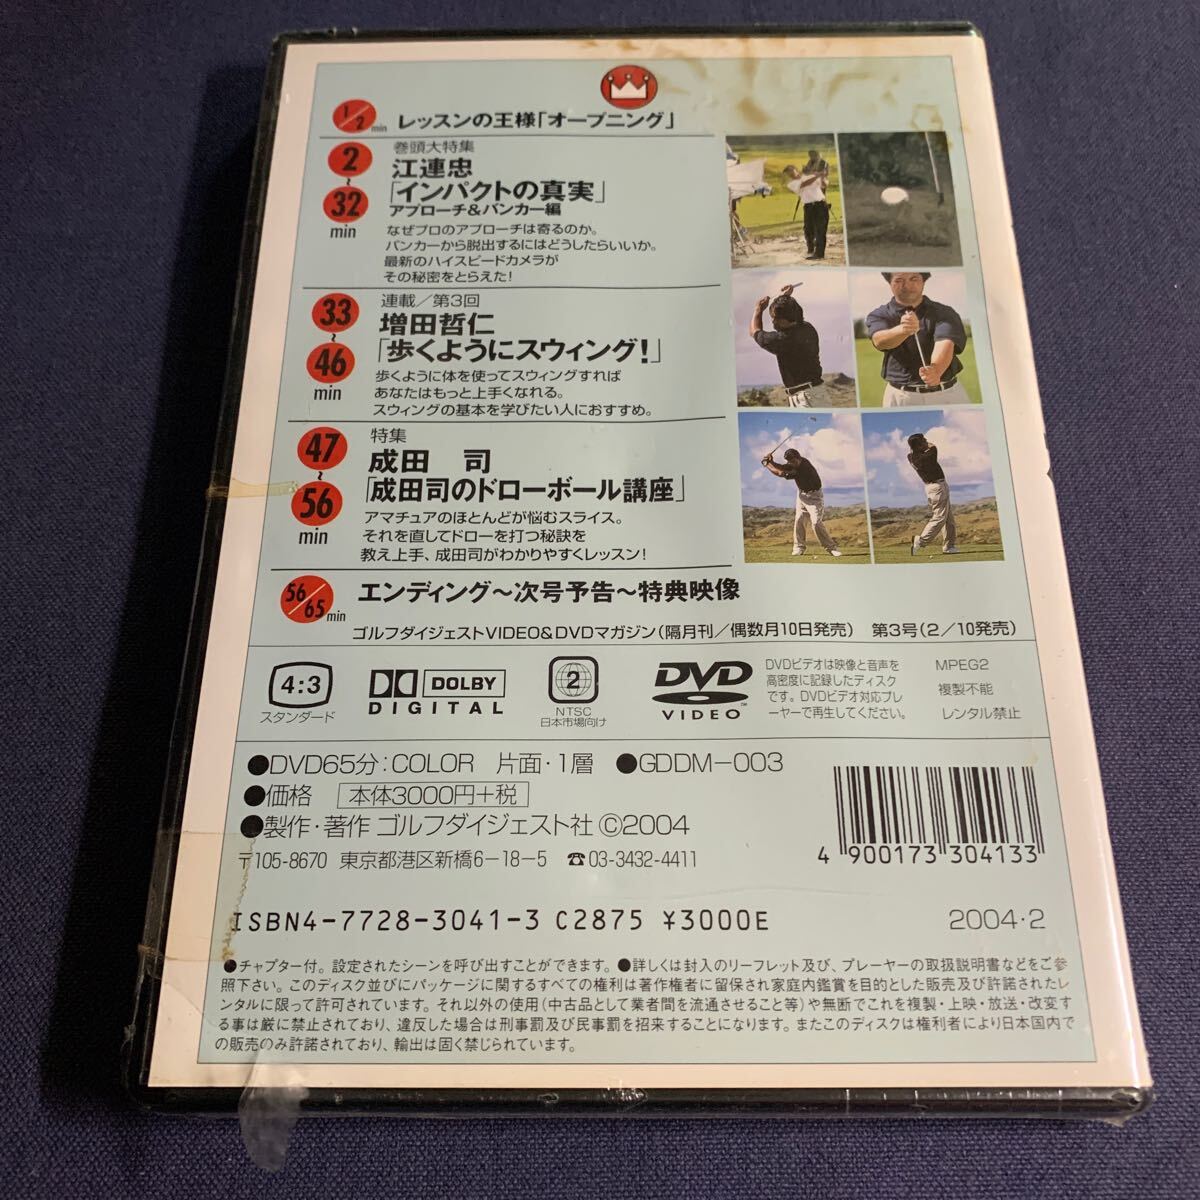 1/2 min レッスンの王様「オープニング」
2~32 min
巻頭大特集
江連忠
「インパクトの真実」
アプローチ&バンカー編
なぜプロのアプローチは寄るのか。
バンカーから脱出するにはどうしたらいいか。
最新のハイスピードカメラが
その秘密をとらえた!
33~46 min
連載/第3回
増田哲仁
「歩くようにスウィング!」
歩くように体を使ってスウィングすれば
あなたはもっと上手くなれる。
スウィングの基本を学びたい人におすすめ。
47~56 min
特集
成田 司
「成田司のドローボール講座」
アマチュアのほとんどが悩むスライス。
それを直してドローを打つ秘訣を
教え上手、成田司がわかりやすくレッスン!
56/65 min エンディング~次号予告~特典映像
ゴルフダイジェストVIDEO&DVDマガジン(隔月刊/偶数月10日発売) 第3号(2/10発売)
4:3
スタンダード
DOLBY
DIGITAL
2
NTSC
日本市場向け
DVD
VIDEO
DVDビデオは映像と音声を
高密度に記録したディスク
です。DVDビデオ対応プレ
ーヤーで再生してください。
MPEG2
複製不能
レンタル禁止
●DVD65分:COLOR 片面・1層 ●GDDM-003
●価格 本体3000円+税
●製作・著作 ゴルフダイジェスト社 ©2004
〒105-8670 東京都港区新橋6-18-5 ☎03-3432-4411
4 900173 304133
ISBN4-7728-3041-3 C2875 ¥3000E
2004・2
●チャプター付。設定されたシーンを呼び出すことができます。●詳しくは封入のリーフレット及び、プレーヤーの取扱説明書などをご参
照下さい。このディスク並びにパッケージに関するすべての権利は著作権者に留保され家庭内鑑賞を目的とした販売及び許諾されたレ
ンタルに限って許可されています。それ以外の使用(中古品として業者間を流通させること等)や無断でこれを複製・上映・放送・改変す
る事は厳に禁止されており、違反した場合は刑事罰及び民事罰を招来することになります。またこのディスクは権利者により日本国内で
の販売のみ許諾されており、輸出は固く禁じられています。